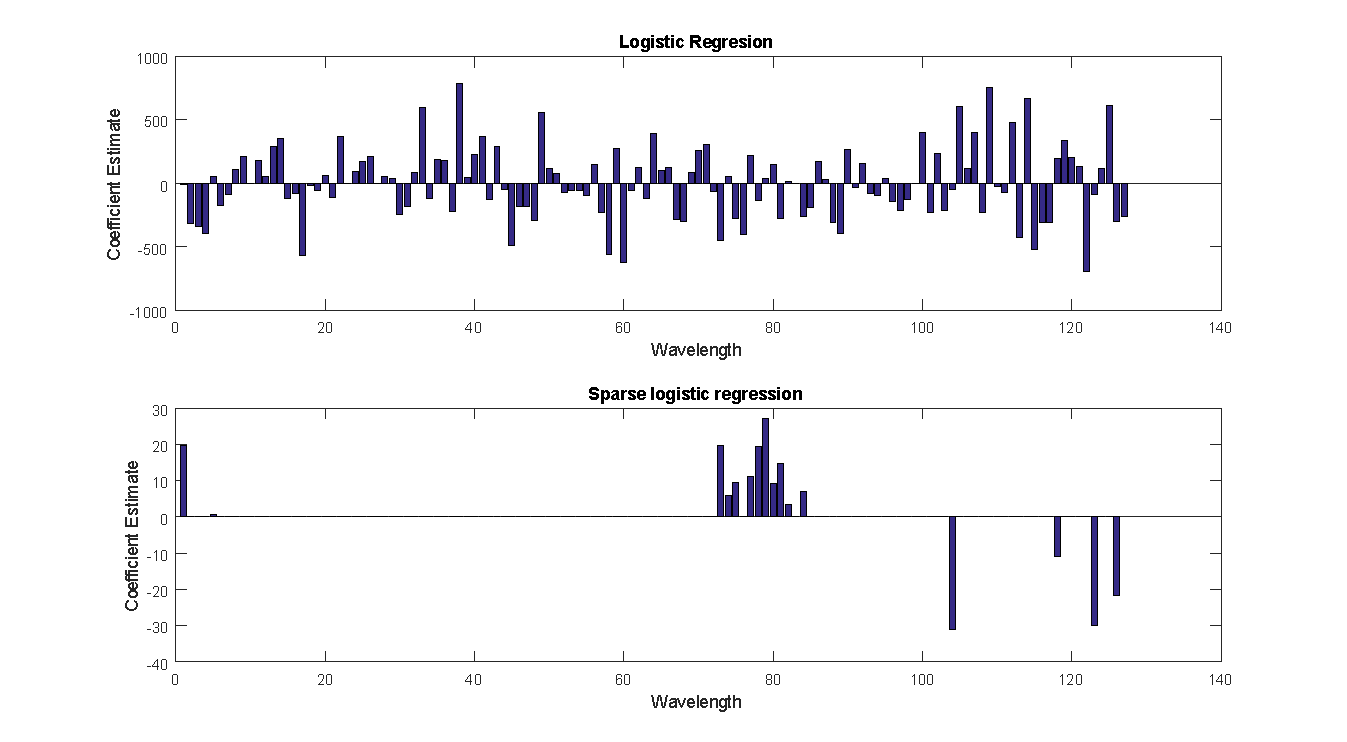 Logistic Regresion
Coefficient Estimate
1000
500
0
-500
-1000
0 20 40 60 80 100 120 140
Wavelength
Sparse logistic regression
Coefficient Estimate
30
20
10
0
-10
-20
-30
-40
0 20 40 60 80 100 120 140
Wavelength